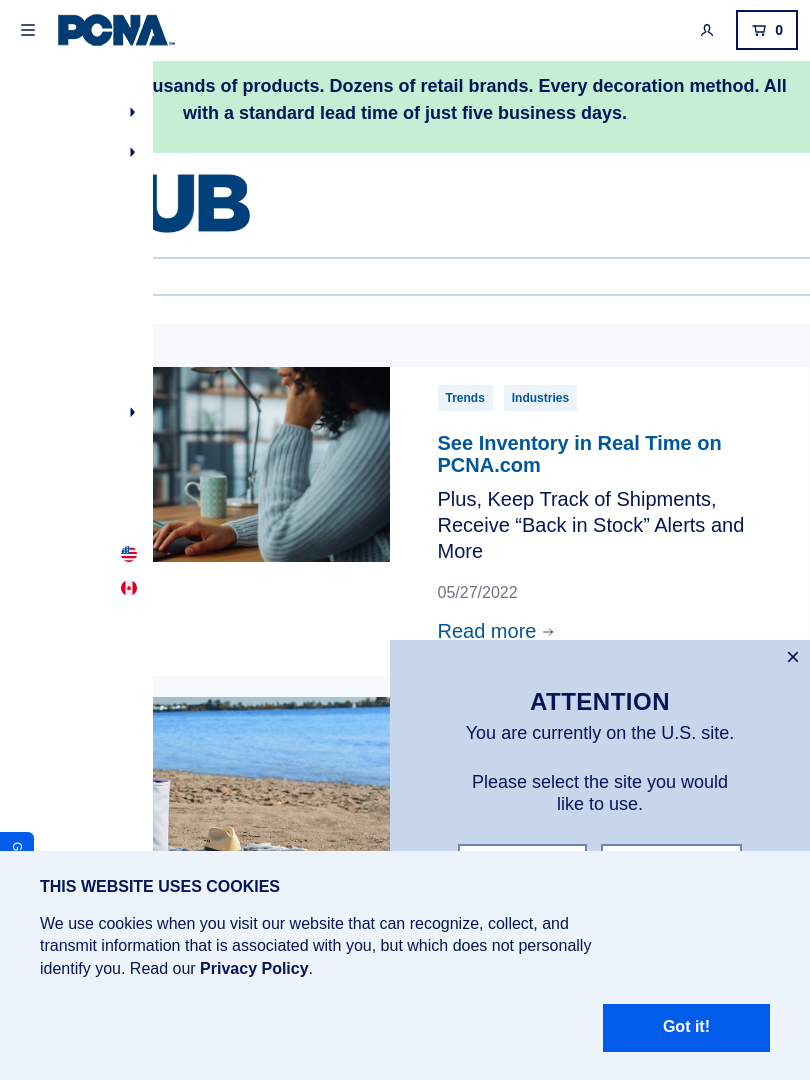 PCNA
0
usands of products. Dozens of retail brands. Every decoration method. All
with a standard lead time of just five business days.
UB
Trends
Industries
See Inventory in Real Time on
PCNA.com
Plus, Keep Track of Shipments,
Receive “Back in Stock” Alerts and
More
05/27/2022
Read more
ATTENTION
You are currently on the U.S. site.
Please select the site you would
like to use.
G
THIS WEBSITE USES COOKIES
We use cookies when you visit our website that can recognize, collect, and
transmit information that is associated with you, but which does not personally
identify you. Read our Privacy Policy.
Got it!